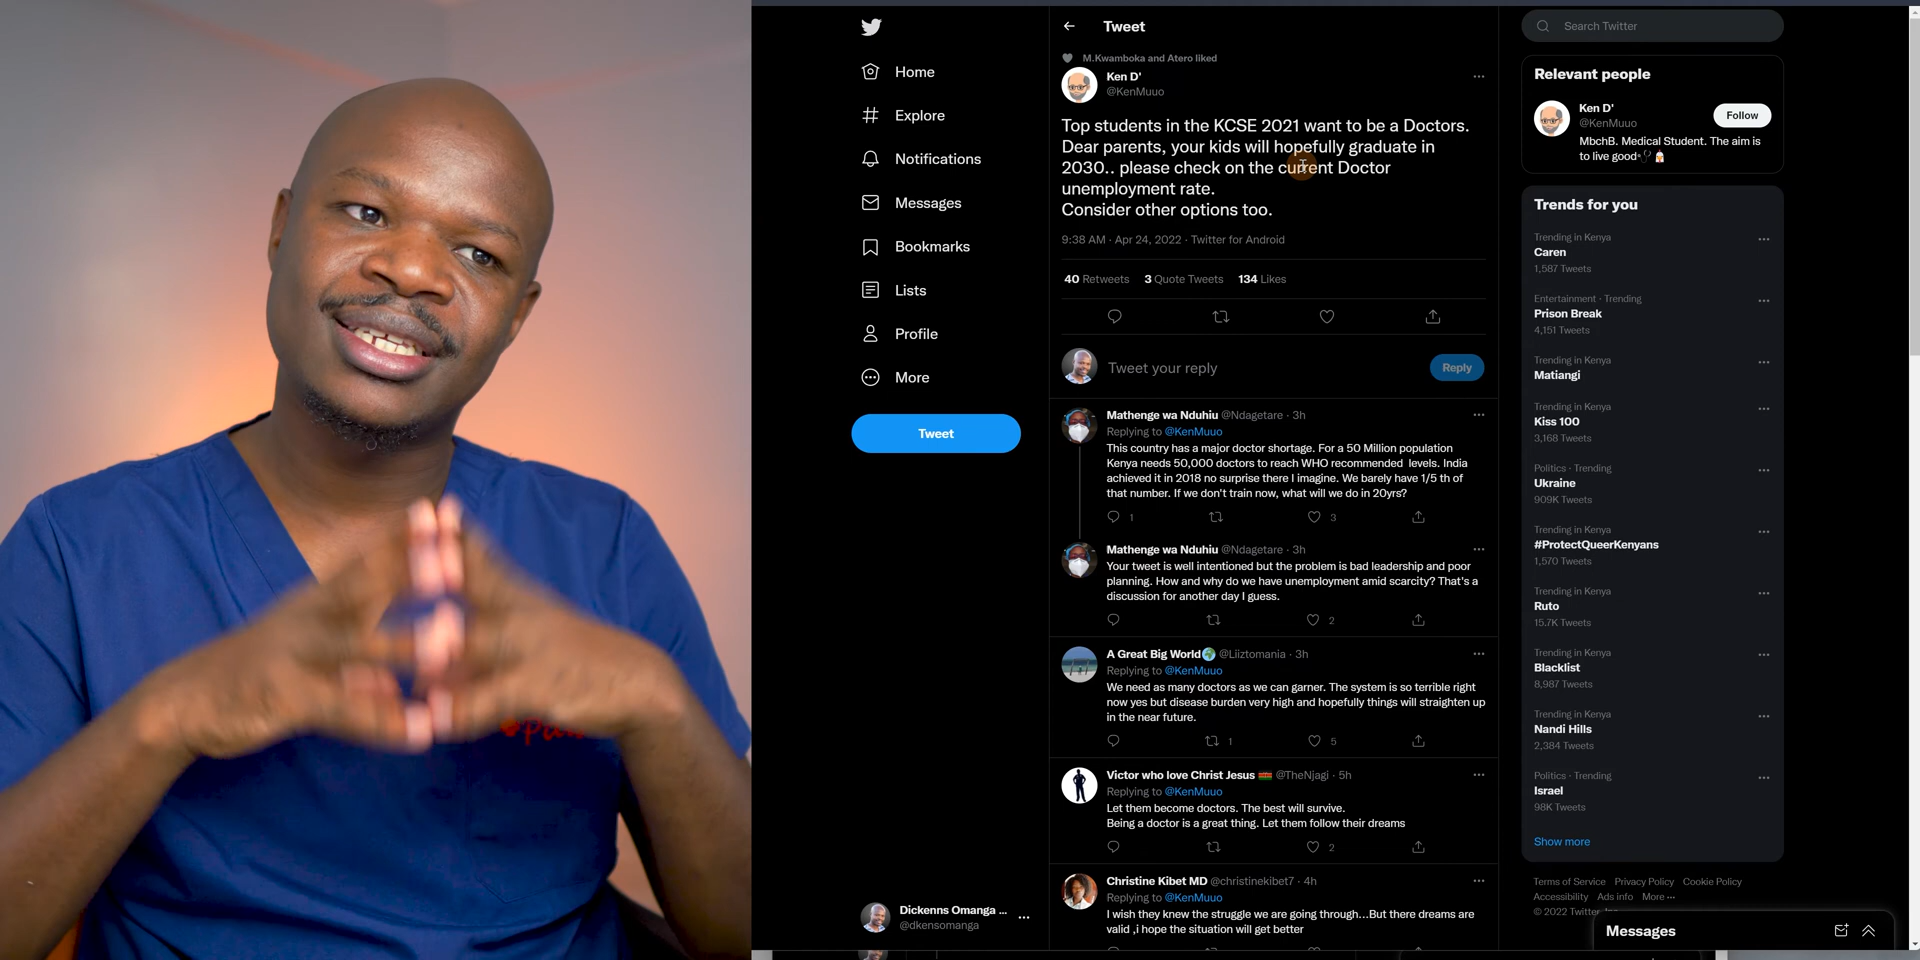 Home
Explore
Notifications
Messages
Bookmarks
Lists
Profile
More
Tweet
Dickenns Omanga ...
@dkensomanga
Tweet
M.Kwamboka and Atero liked
Ken D'
@KenMuuo
Top students in the KCSE 2021 want to be a Doctors.
Dear parents, your kids will hopefully graduate in
2030.. please check on the current Doctor
unemployment rate.
Consider other options too.
9:38 AM · Apr 24, 2022 · Twitter for Android
40 Retweets 3 Quote Tweets 134 Likes
Tweet your reply
Reply
Mathenge wa Nduhiu @Ndagetare · 3h
Replying to @KenMuuo
This country has a major doctor shortage. For a 50 Million population
Kenya needs 50,000 doctors to reach WHO recommended levels. India
achieved it in 2018 no surprise there I imagine. We barely have 1/5 th of
that number. If we don't train now, what will we do in 20yrs?
1 3
Mathenge wa Nduhiu @Ndagetare · 3h
Your tweet is well intentioned but the problem is bad leadership and poor
planning. How and why do we have unemployment amid scarcity? That's a
discussion for another day I guess.
2
A Great Big World @Liiztomania · 3h
Replying to @KenMuuo
We need as many doctors as we can garner. The system is so terrible right
now yes but disease burden very high and hopefully things will straighten up
in the near future.
1 5
Victor who love Christ Jesus @TheNjagi · 5h
Replying to @KenMuuo
Let them become doctors. The best will survive.
Being a doctor is a great thing. Let them follow their dreams
2
Christine Kibet MD @christinekibet7 · 4h
Replying to @KenMuuo
I wish they knew the struggle we are going through...But there dreams are
valid ,i hope the situation will get better
Search Twitter
Relevant people
Ken D'
@KenMuuo
Follow
MbchB. Medical Student. The aim is
to live good
Trends for you
Trending in Kenya
Caren
1,587 Tweets
Entertainment · Trending
Prison Break
4,151 Tweets
Trending in Kenya
Matiangi
Trending in Kenya
Kiss 100
3,168 Tweets
Politics · Trending
Ukraine
909K Tweets
Trending in Kenya
#ProtectQueerKenyans
1,570 Tweets
Trending in Kenya
Ruto
15.7K Tweets
Trending in Kenya
Blacklist
8,987 Tweets
Trending in Kenya
Nandi Hills
2,384 Tweets
Politics · Trending
Israel
98K Tweets
Show more
Terms of Service Privacy Policy Cookie Policy
Accessibility Ads info More ...
© 2022 Twitter,
Messages